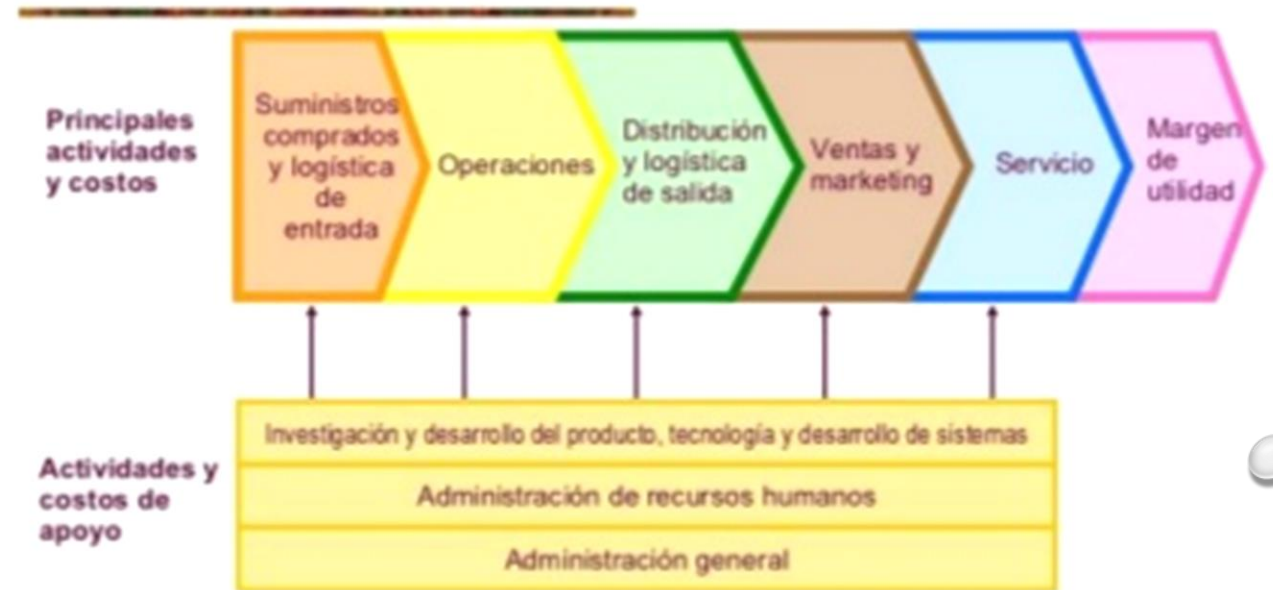 Principales
actividades
y costos
Suministros
comprados
y logística
de
entrada
Operaciones
Distribución
y logística
de salida
Ventas y
marketing
Servicio
Margen
de
utilidad
Actividades y
costos de
apoyo
Investigación y desarrollo del producto, tecnología y desarrollo de sistemas
Administración de recursos humanos
Administración general